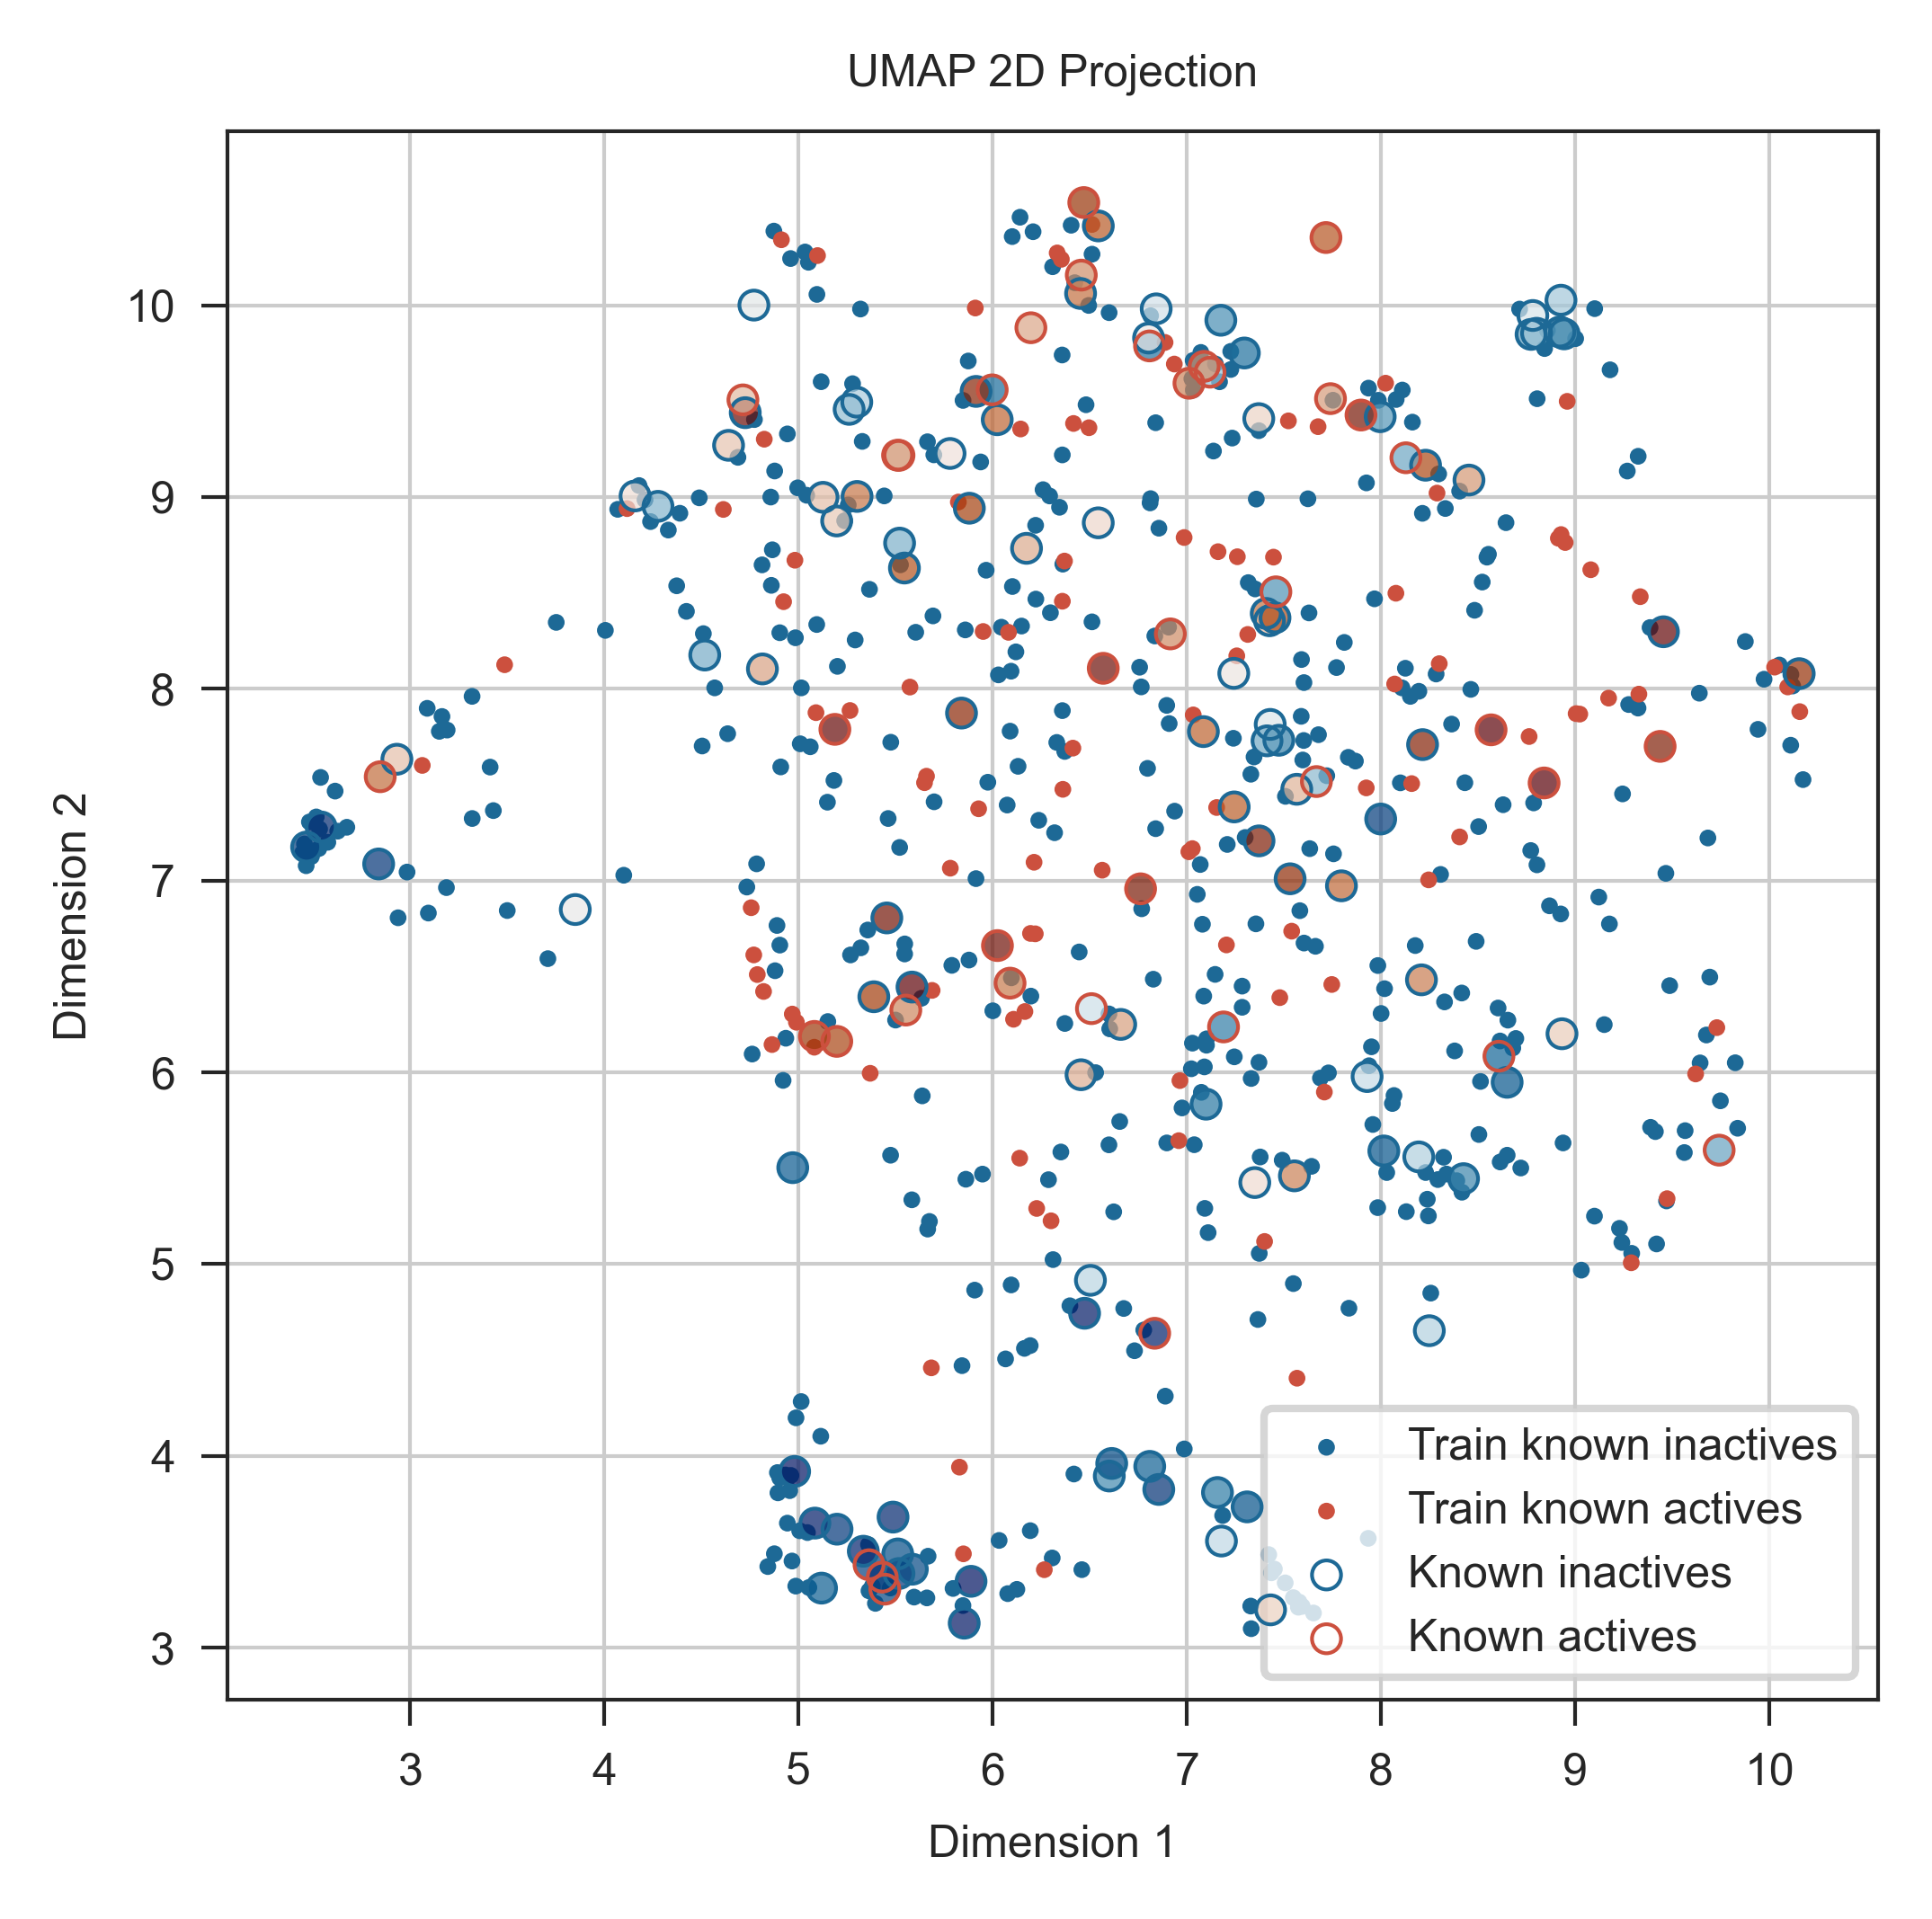 UMAP 2D Projection
10
9
8
7
6
5
4
3
Dimension 2
Train known inactives
Train known actives
Known inactives
Known actives
3 4 5 6 7 8 9 10
Dimension 1